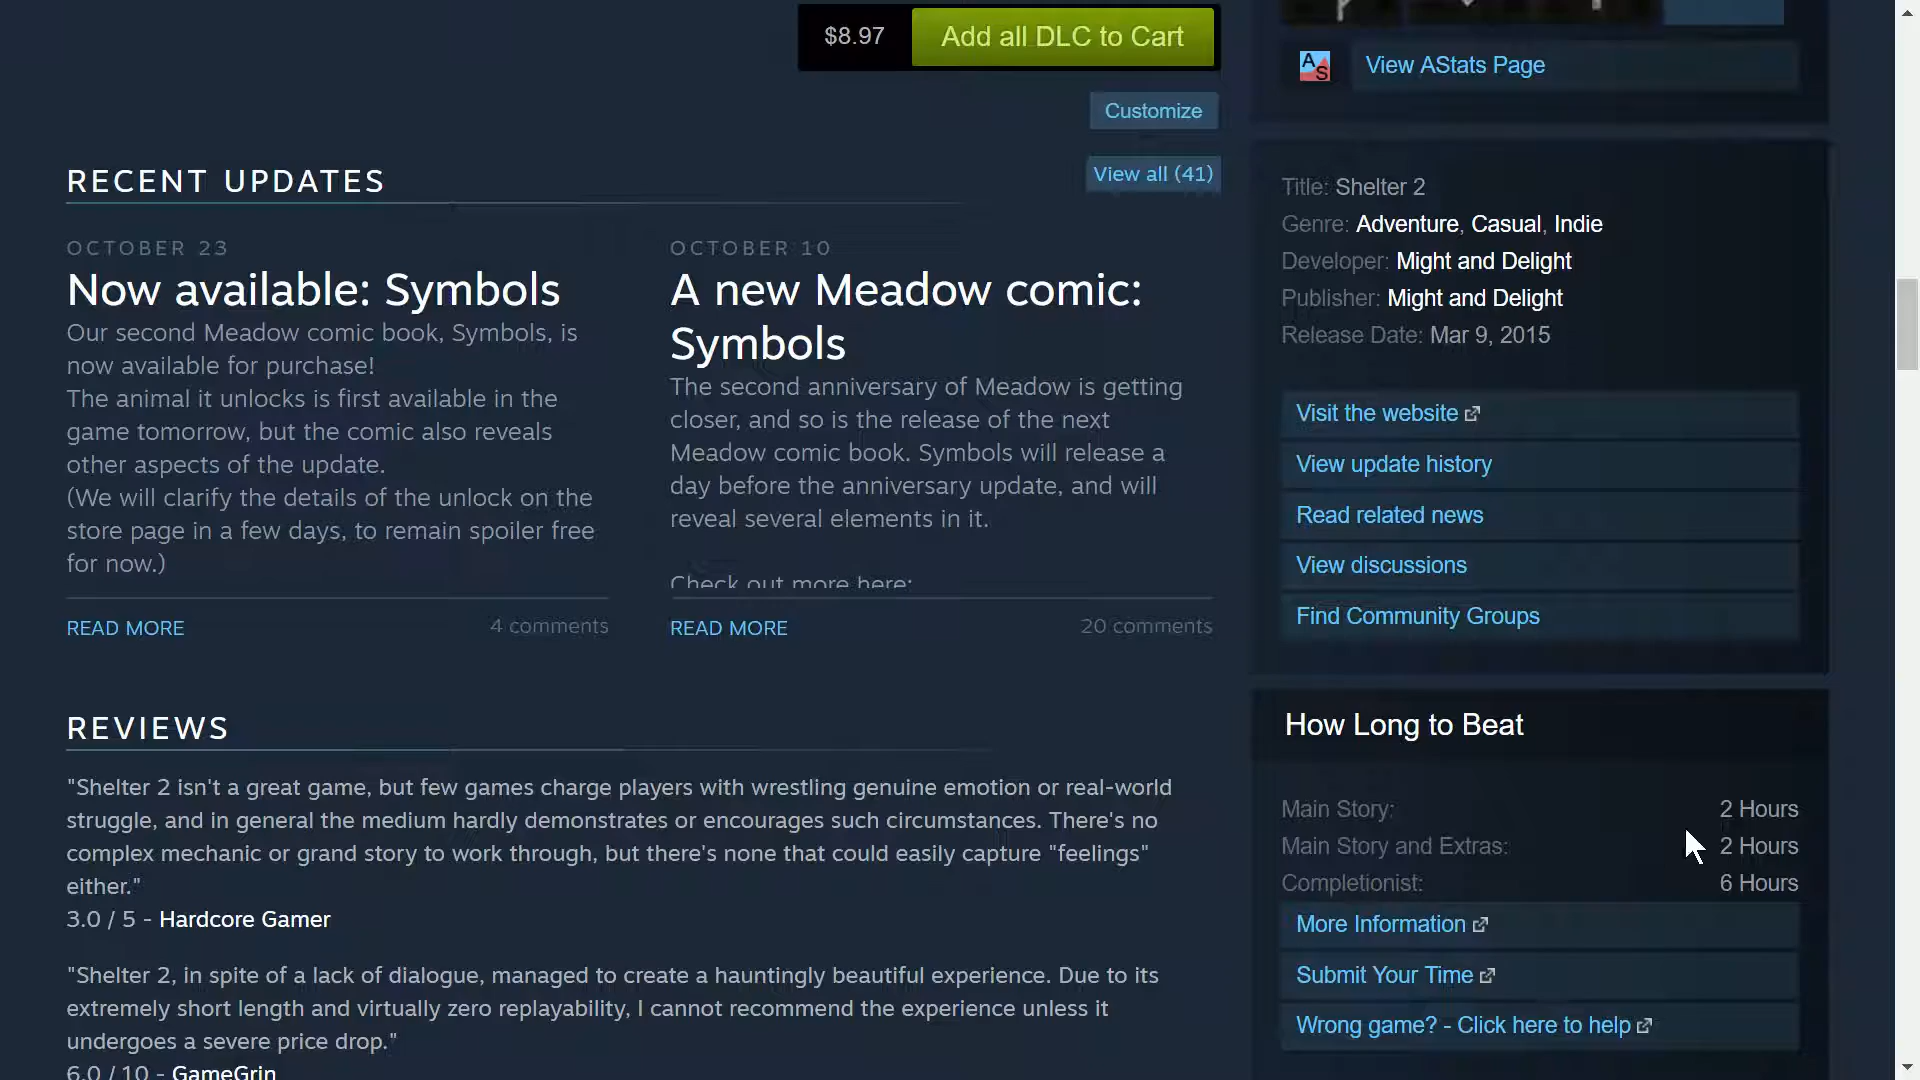 $8.97
Add all DLC to Cart
Customize
RECENT UPDATES
View all (41)
OCTOBER 23
Now available: Symbols
Our second Meadow comic book, Symbols, is
now available for purchase!
The animal it unlocks is first available in the
game tomorrow, but the comic also reveals
other aspects of the update.
(We will clarify the details of the unlock on the
store page in a few days, to remain spoiler free
for now.)
READ MORE
4 comments
OCTOBER 10
A new Meadow comic:
Symbols
The second anniversary of Meadow is getting
closer, and so is the release of the next
Meadow comic book. Symbols will release a
day before the anniversary update, and will
reveal several elements in it.
Check out more here:
READ MORE
20 comments
REVIEWS
"Shelter 2 isn't a great game, but few games charge players with wrestling genuine emotion or real-world
struggle, and in general the medium hardly demonstrates or encourages such circumstances. There's no
complex mechanic or grand story to work through, but there's none that could easily capture "feelings"
either."
3.0 / 5 - Hardcore Gamer
"Shelter 2, in spite of a lack of dialogue, managed to create a hauntingly beautiful experience. Due to its
extremely short length and virtually zero replayability, I cannot recommend the experience unless it
undergoes a severe price drop."
6.0 / 10 - GameGrin
AS
View AStats Page
Title: Shelter 2
Genre: Adventure, Casual, Indie
Developer: Might and Delight
Publisher: Might and Delight
Release Date: Mar 9, 2015
Visit the website
View update history
Read related news
View discussions
Find Community Groups
How Long to Beat
Main Story: 2 Hours
Main Story and Extras: 2 Hours
Completionist: 6 Hours
More Information
Submit Your Time
Wrong game? - Click here to help